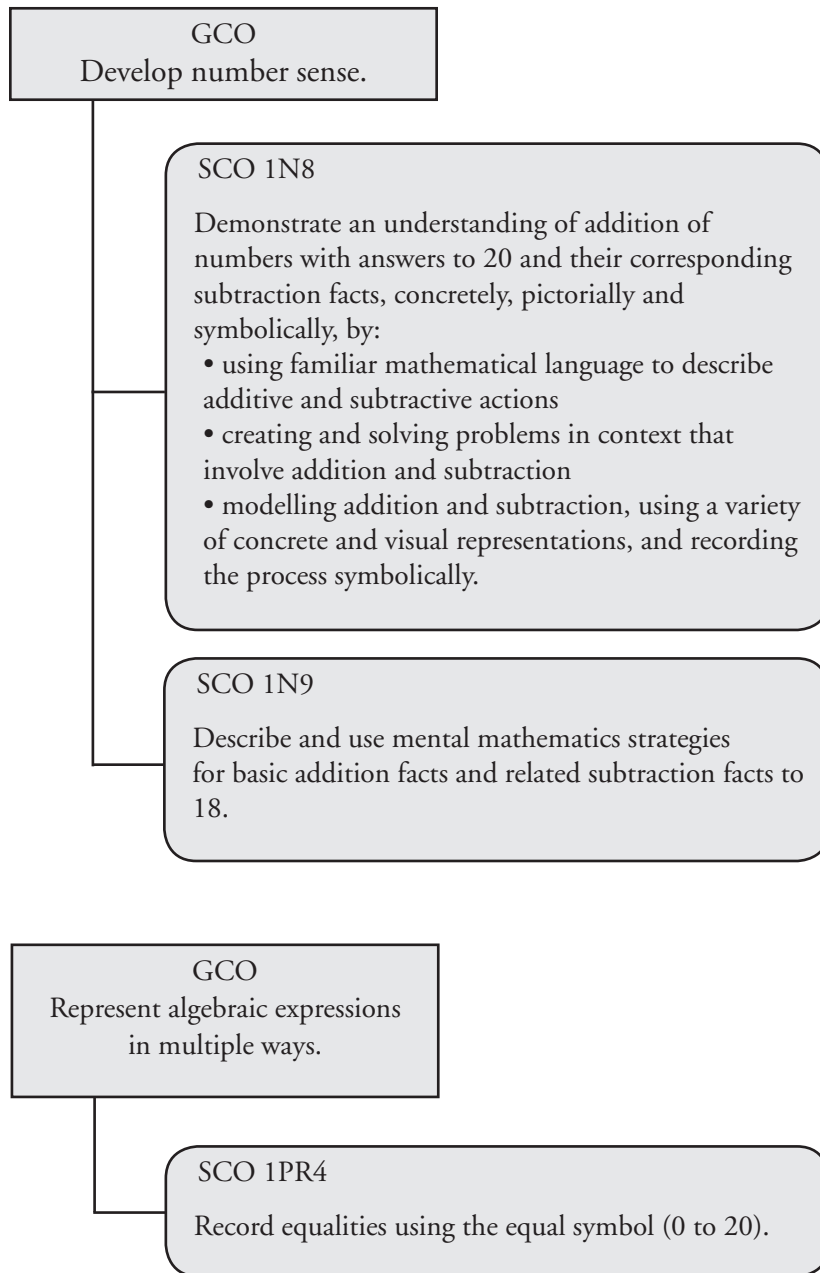 GCO
Develop number sense.
SCO 1N8
Demonstrate an understanding of addition of
numbers with answers to 20 and their corresponding
subtraction facts, concretely, pictorially and
symbolically, by:
• using familiar mathematical language to describe
additive and subtractive actions
• creating and solving problems in context that
involve addition and subtraction
• modelling addition and subtraction, using a variety
of concrete and visual representations, and recording
the process symbolically.
SCO 1N9
Describe and use mental mathematics strategies
for basic addition facts and related subtraction facts to
18.
GCO
Represent algebraic expressions
in multiple ways.
SCO 1PR4
Record equalities using the equal symbol (0 to 20).